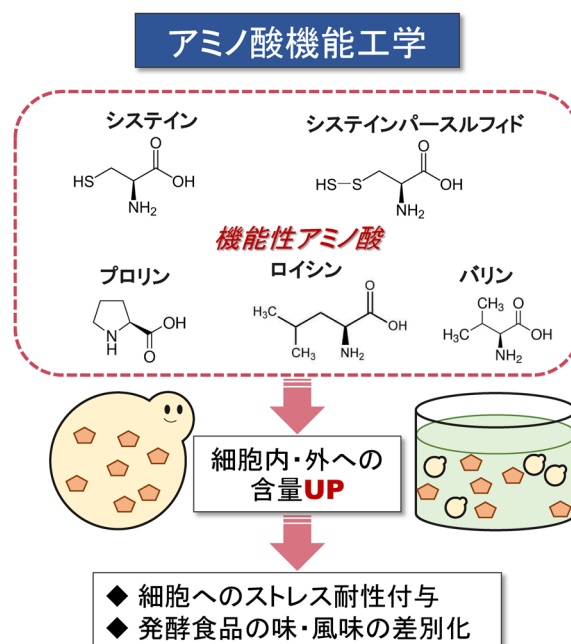 アミノ酸機能工学
システイン
システインパースルフィド
HS
O
OH
NH₂
HS-S
O
OH
NH₂
機能性アミノ酸
プロリン
ロイシン
バリン
N
H
O
OH
H₃C
CH₃
O
OH
NH₂
CH₃
H₃C
O
OH
NH₂
細胞内・外への
含量UP
◆ 細胞へのストレス耐性付与
◆ 発酵食品の味・風味の差別化